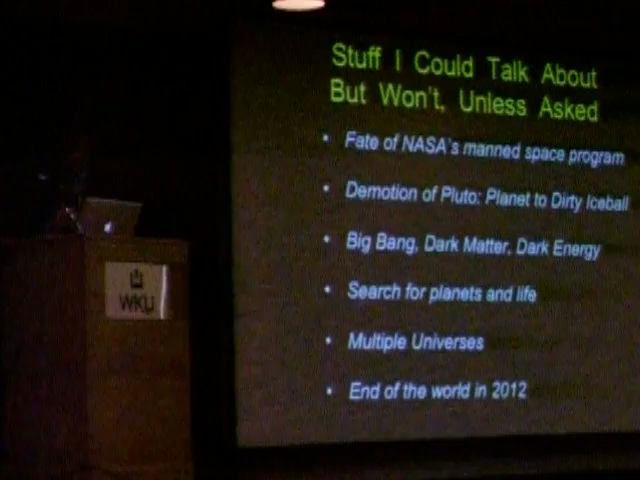 Stuff I Could Talk About
But Won't, Unless Asked
• Fate of NASA's manned space program
• Demotion of Pluto: Planet to Dirty Iceball
• Big Bang, Dark Matter, Dark Energy
• Search for planets and life
• Multiple Universes
• End of the world in 2012
WKU